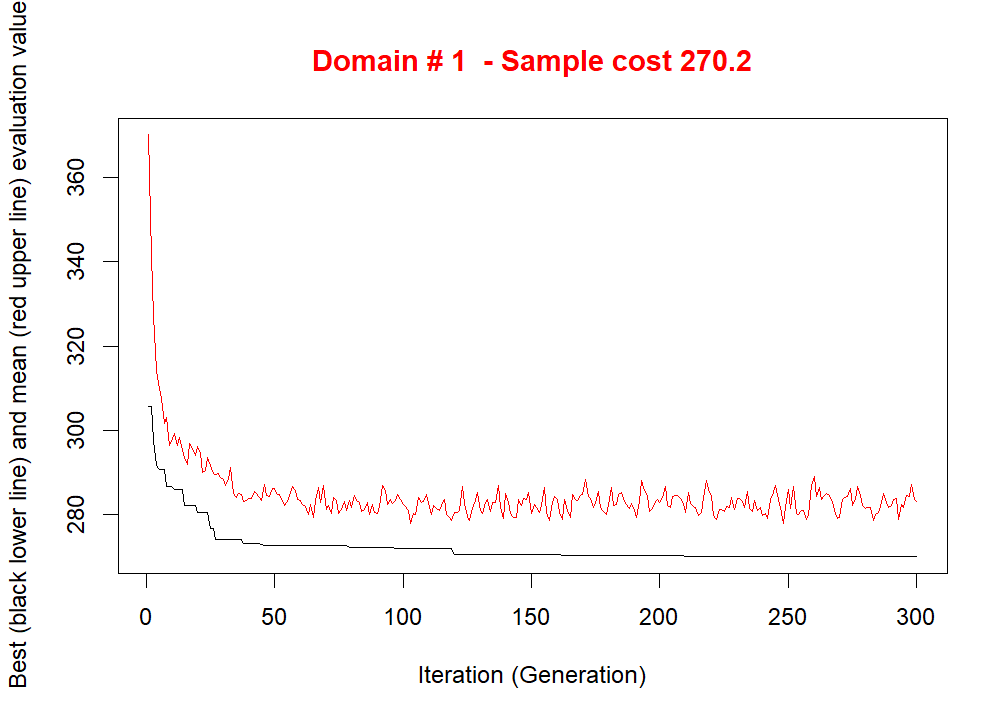 Domain # 1  - Sample cost 270.2
Best (black lower line) and mean (red upper line) evaluation value
360
340
320
300
280
0 50 100 150 200 250 300
Iteration (Generation)